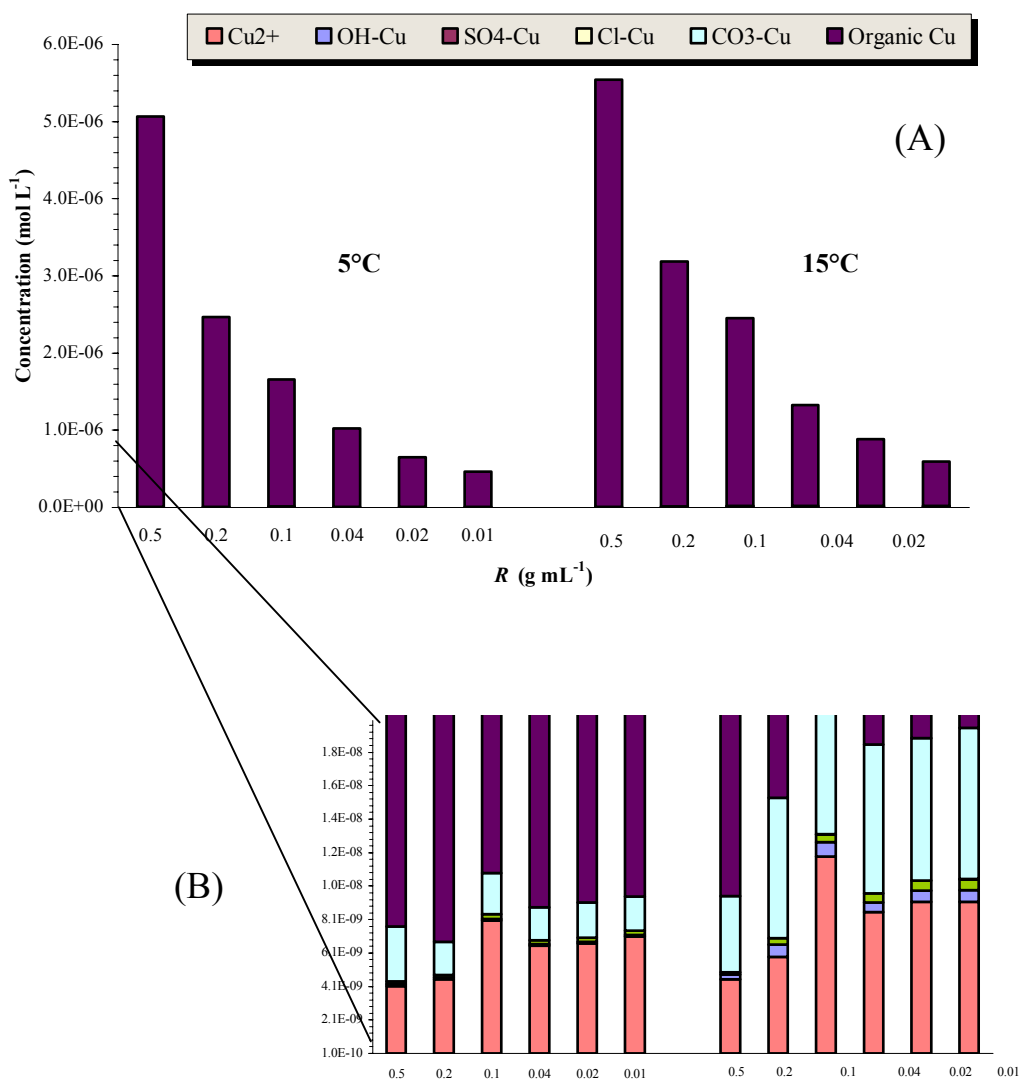 Cu2+ OH-Cu SO4-Cu Cl-Cu CO3-Cu Organic Cu
6.0E-06
5.0E-06
4.0E-06
3.0E-06
2.0E-06
1.0E-06
0.0E+00
Concentration (mol L-1)
(A)
5°C 15°C
0.5 0.2 0.1 0.04 0.02 0.01 0.5 0.2 0.1 0.04 0.02
R (g mL-1)
(B)
1.8E-08
1.6E-08
1.4E-08
1.2E-08
1.0E-08
8.1E-09
6.1E-09
4.1E-09
2.1E-09
1.0E-10
0.5 0.2 0.1 0.04 0.02 0.01 0.5 0.2 0.1 0.04 0.02 0.01